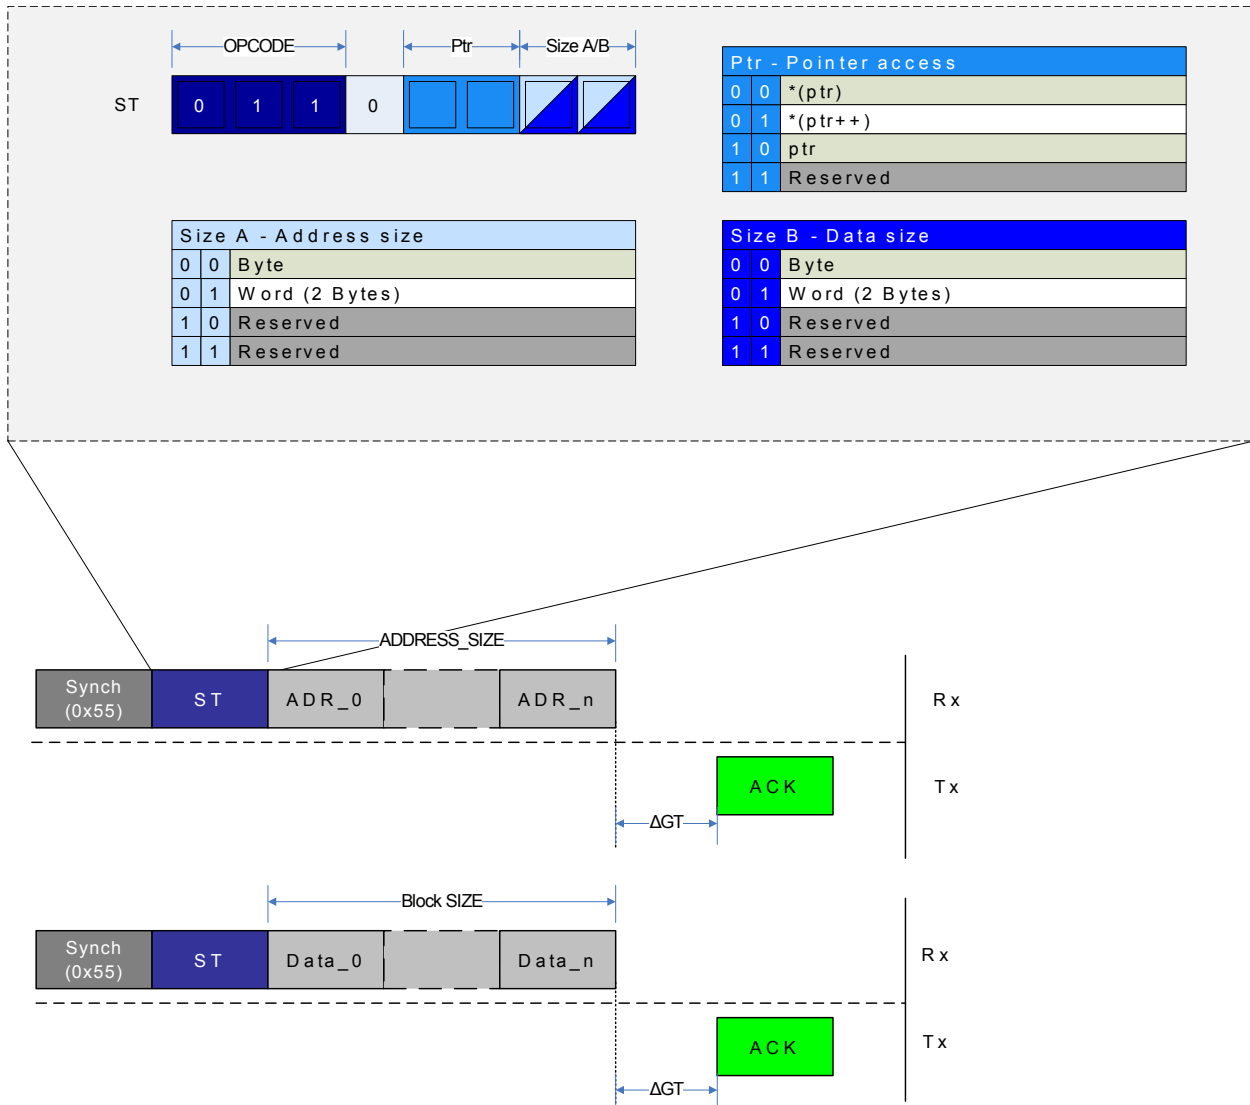 OPCODE Ptr Size A/B
ST 0 1 1 0
Ptr - Pointer access
0 0 *(ptr)
0 1 *(ptr++)
1 0 ptr
1 1 Reserved
Size A - Address size
0 0 Byte
0 1 Word (2 Bytes)
1 0 Reserved
1 1 Reserved
Size B - Data size
0 0 Byte
0 1 Word (2 Bytes)
1 0 Reserved
1 1 Reserved
ADDRESS_SIZE
Synch
(0x55)
ST ADR_0 ADR_n Rx
ACK Tx
ΔGT
Block SIZE
Synch
(0x55)
ST Data_0 Data_n Rx
ACK Tx
ΔGT